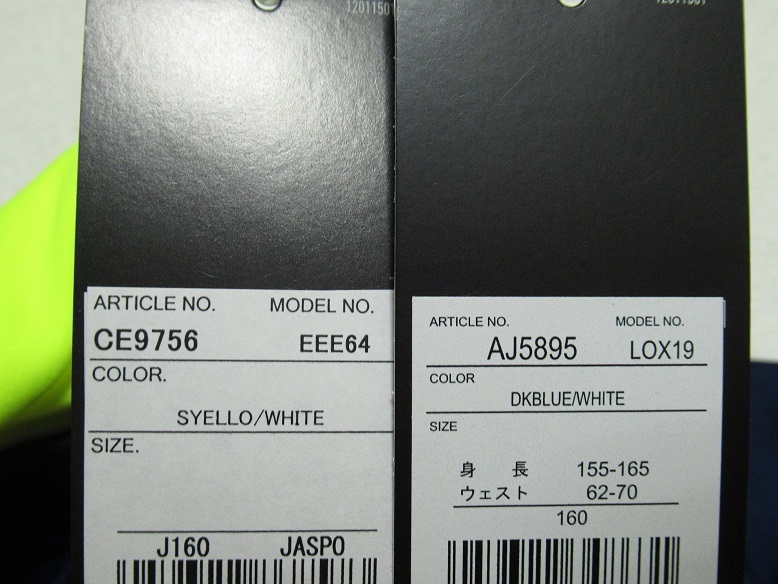 12011501
ARTICLE NO. MODEL NO.
CE9756 EEE64
COLOR.
SYELLO/WHITE
SIZE.
J160 JASPO
ARTICLE NO. MODEL NO.
AJ5895 LOX19
COLOR
DKBLUE/WHITE
SIZE
身 長 155-165
ウェスト 62-70
160